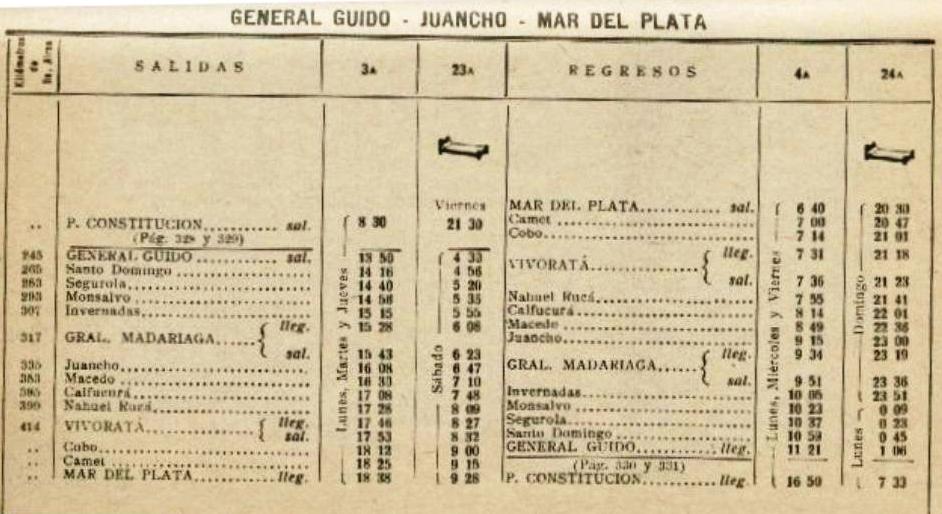 GENERAL GUIDO - JUANCHO - MAR DEL PLATA
Kilómetros de Bs. Aires SALIDAS 3A 23A REGRESOS 4A 24A
Viernes MAR DEL PLATA.......... sal. 6 40 20 30
.. P. CONSTITUCION..... sal. 8 30 21 30 Camet ............ 7 00 20 47
(Pág. 328 y 329) Cobo............ 7 14 21 01
245 GENERAL GUIDO ......... sal. 13 50 4 33 VIVORATÁ............ lleg. 7 31 21 18
265 Santo Domingo ............ 14 16 4 56
Segurola............ 14 40 5 20 sal. 7 36 21 23
293 Monsalvo ............ 14 56 5 35 Nahuel Rucá............ 7 55 21 41
307 Invernadas............ 15 15 5 55 Calfucurá............ 8 14 22 01
317 GRAL. MADARIAGA ....... lleg. 15 28 6 08 Macedo ............ 8 49 22 36
Juancho............ 9 15 23 00
sal. 15 43 6 23 GRAL. MADARIAGA....... lleg. 9 34 23 19
335 Juancho............ 16 08 6 47
Macedo ............ 16 33 7 10 sal. 9 51 23 36
Calfucurá............ 17 08 7 48 Invernadas............ 10 05 23 51
399 Nahuel Rucá............ 17 28 8 09 Monsalvo ............ 10 23 0 09
414 VIVORATÁ ............ lleg. 17 46 8 27 Segurola............ 10 37 0 23
sal. 17 53 8 32 Santo Domingo ............ 10 59 0 45
.. Cobo............ 18 12 9 00 GENERAL GUIDO.......... lleg. 11 21 1 06
.. Camet ............ 18 25 9 15 (Pág. 330 y 331)
.. MAR DEL PLATA ......... lleg. 18 38 9 28 P. CONSTITUCION.......... lleg. 16 50 7 33
Lunes, Martes y Jueves
Sábado
Lunes, Miércoles y Viernes
Domingo
Lunes